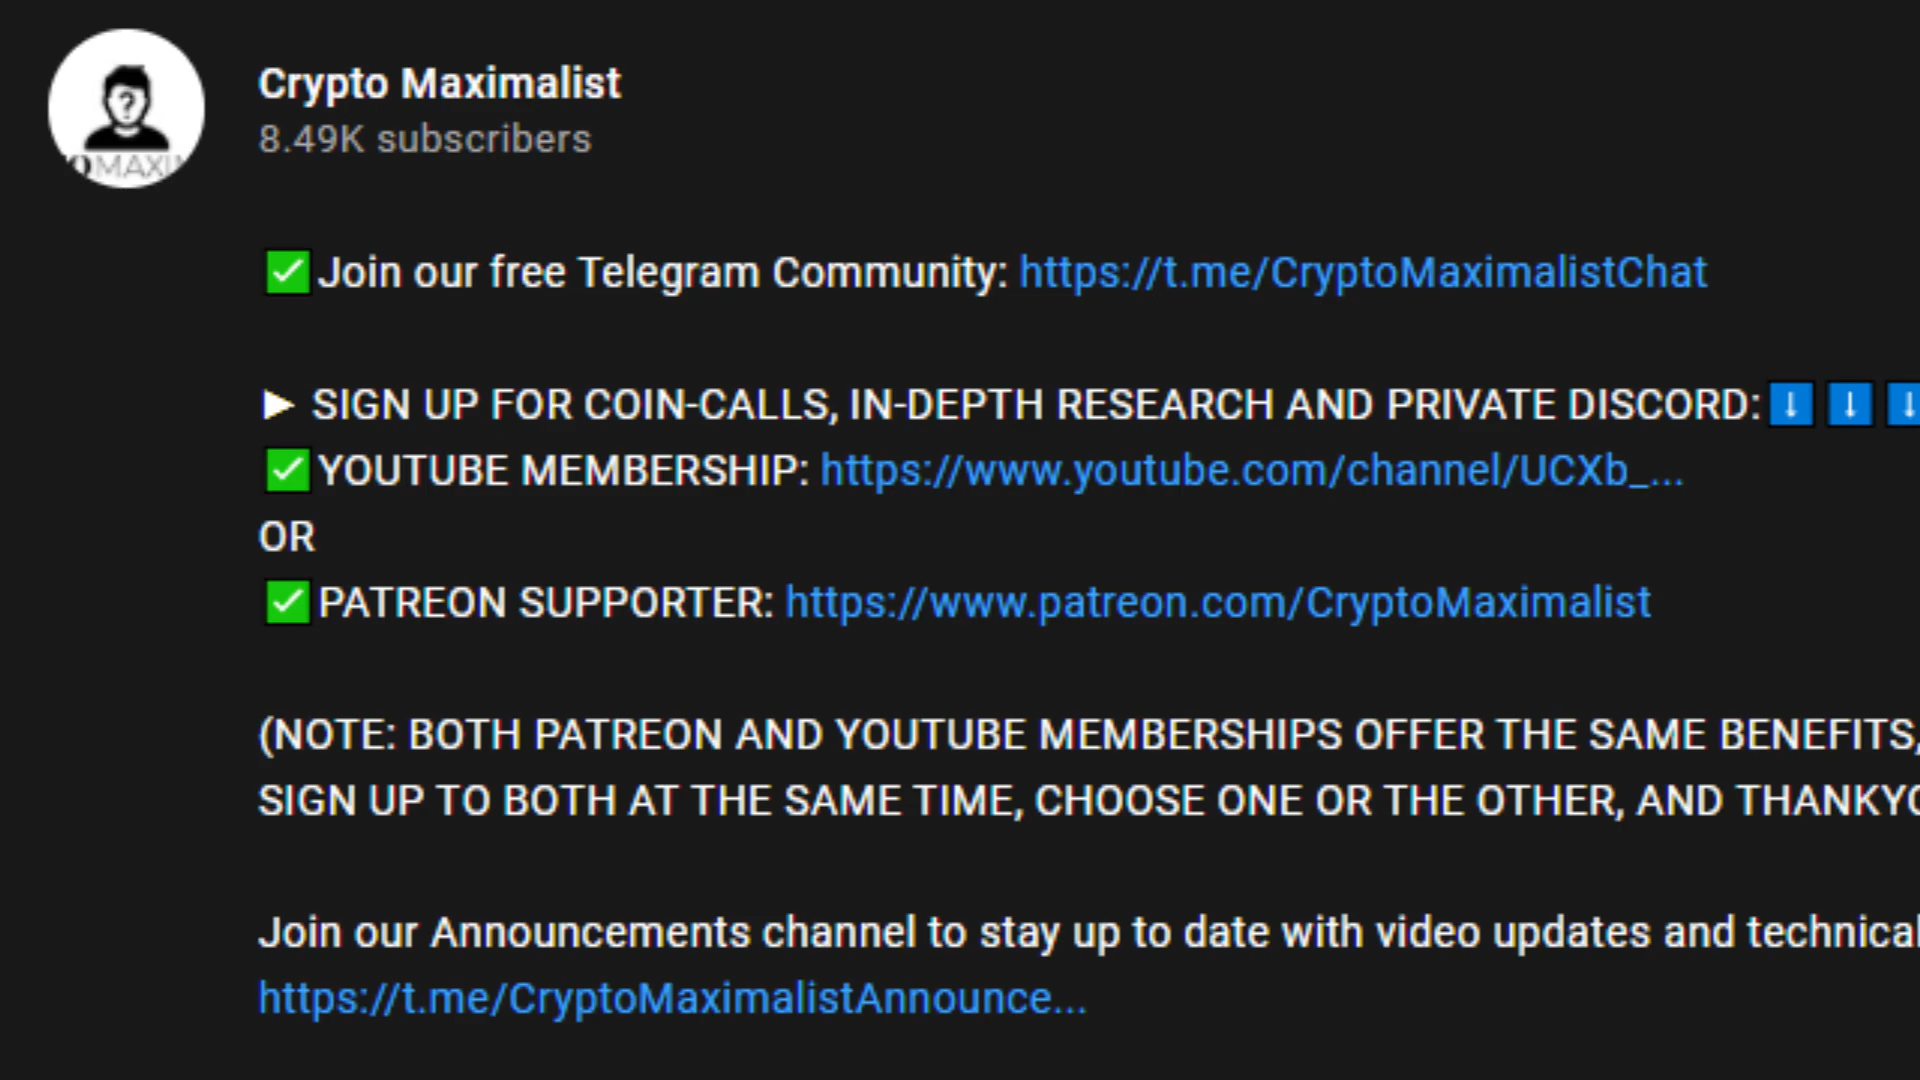 Crypto Maximalist
8.49K subscribers
OMAXI
✅Join our free Telegram Community: https://t.me/CryptoMaximalistChat
► SIGN UP FOR COIN-CALLS, IN-DEPTH RESEARCH AND PRIVATE DISCORD:⬇️⬇️⬇️
✅YOUTUBE MEMBERSHIP: https://www.youtube.com/channel/UCXb_...
OR
✅PATREON SUPPORTER: https://www.patreon.com/CryptoMaximalist
(NOTE: BOTH PATREON AND YOUTUBE MEMBERSHIPS OFFER THE SAME BENEFITS,
SIGN UP TO BOTH AT THE SAME TIME, CHOOSE ONE OR THE OTHER, AND THANKYO
Join our Announcements channel to stay up to date with video updates and technical
https://t.me/CryptoMaximalistAnnounce...